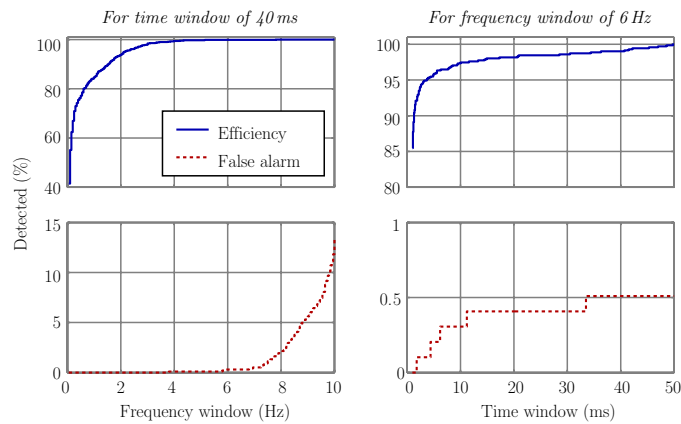 For time window of 40 ms
For frequency window of 6 Hz
100
80
60
40
Efficiency
False alarm
100
95
90
85
80
Detected (%)
15
10
5
0
0 2 4 6 8 10
Frequency window (Hz)
1
0.5
0
0 10 20 30 40 50
Time window (ms)